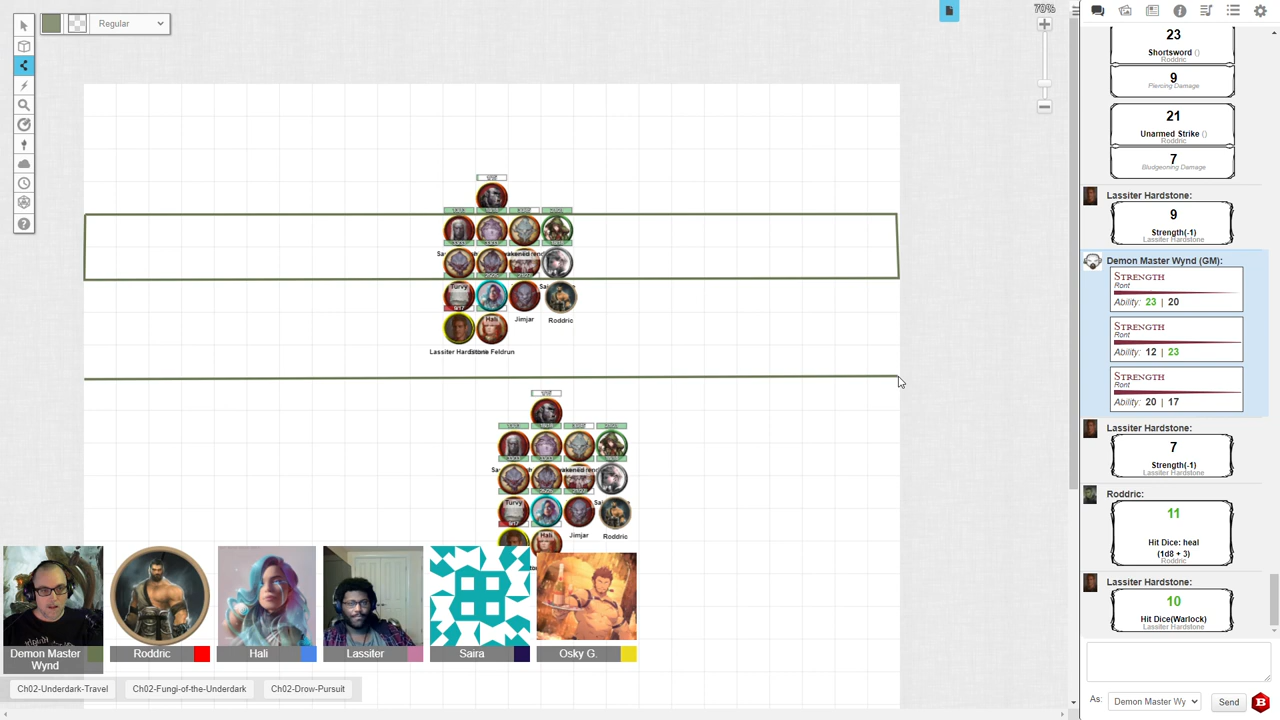 Regular
70%
23
Shortsword ()
Roddric
9
Piercing Damage
21
Unarmed Strike ()
Roddric
7
Bludgeoning Damage
Lassiter Hardstone:
9
Strength(-1)
Lassiter Hardstone
Demon Master Wynd (GM):
Strength
Ront
Ability: 23 | 20
Strength
Ront
Ability: 12 | 23
Strength
Ront
Ability: 20 | 17
Lassiter Hardstone:
7
Strength(-1)
Lassiter Hardstone
Roddric:
11
Hit Dice: heal
(1d8 + 3)
Roddric
Lassiter Hardstone:
10
Hit Dice(Warlock)
Lassiter Hardstone
As:
Demon Master Wy
Send
Turvy
Hali
Jimjar
Roddric
Lassiter Hardstone
Feldrun
Turvy
Hali
Jimjar
Roddric
Demon Master Wynd
Roddric
Hali
Lassiter
Saira
Osky G.
Ch02-Underdark-Travel
Ch02-Fungi-of-the-Underdark
Ch02-Drow-Pursuit